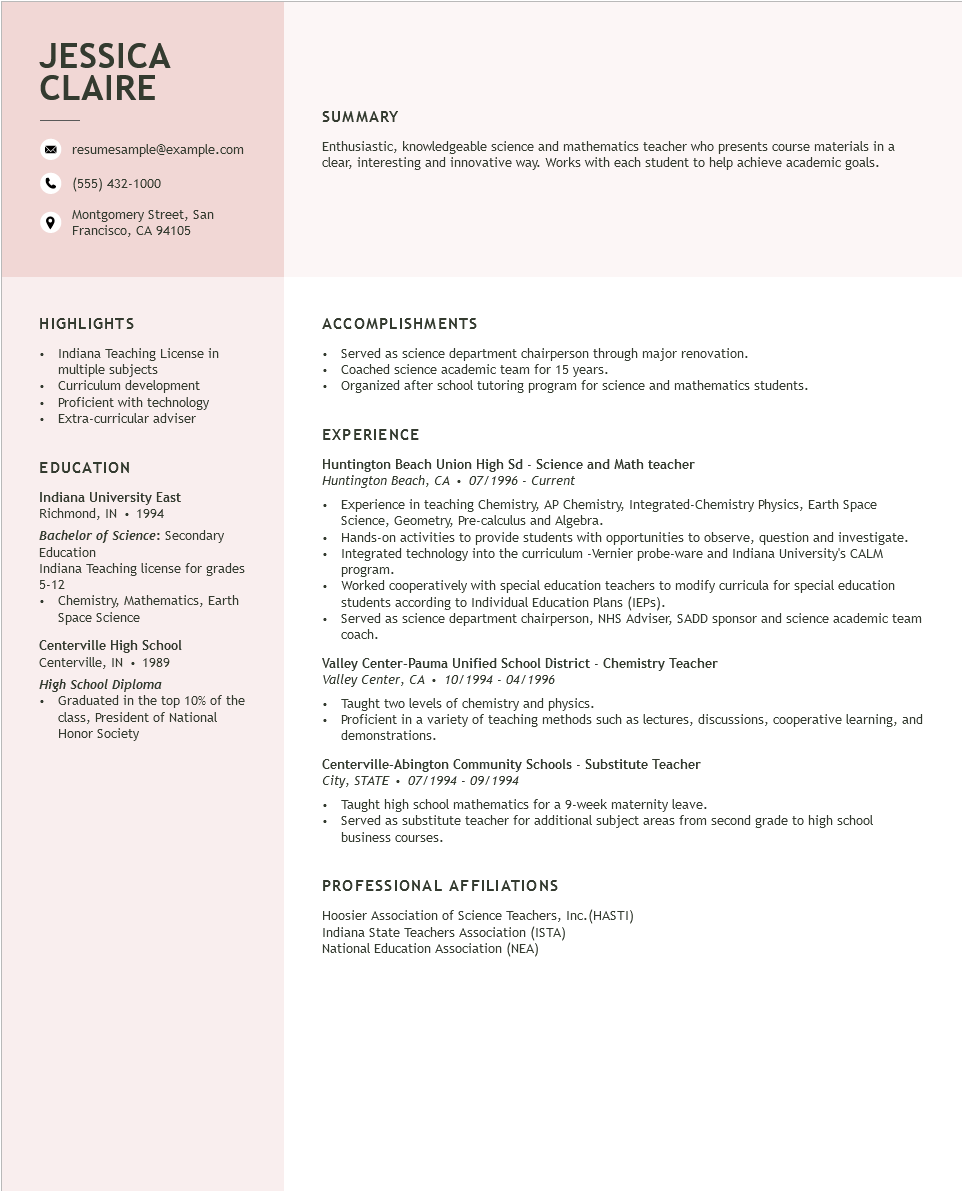 JESSICA
CLAIRE
resumesample@example.com
(555) 432-1000
Montgomery Street, San
Francisco, CA 94105
SUMMARY
Enthusiastic, knowledgeable science and mathematics teacher who presents course materials in a
clear, interesting and innovative way. Works with each student to help achieve academic goals.
HIGHLIGHTS
• Indiana Teaching License in
multiple subjects
• Curriculum development
• Proficient with technology
• Extra-curricular adviser
EDUCATION
Indiana University East
Richmond, IN • 1994
Bachelor of Science: Secondary
Education
Indiana Teaching license for grades
5-12
• Chemistry, Mathematics, Earth
Space Science
Centerville High School
Centerville, IN • 1989
High School Diploma
• Graduated in the top 10% of the
class, President of National
Honor Society
ACCOMPLISHMENTS
• Served as science department chairperson through major renovation.
• Coached science academic team for 15 years.
• Organized after school tutoring program for science and mathematics students.
EXPERIENCE
Huntington Beach Union High Sd - Science and Math teacher
Huntington Beach, CA • 07/1996 - Current
• Experience in teaching Chemistry, AP Chemistry, Integrated-Chemistry Physics, Earth Space
Science, Geometry, Pre-calculus and Algebra.
• Hands-on activities to provide students with opportunities to observe, question and investigate.
• Integrated technology into the curriculum -Vernier probe-ware and Indiana University's CALM
program.
• Worked cooperatively with special education teachers to modify curricula for special education
students according to Individual Education Plans (IEPs).
• Served as science department chairperson, NHS Adviser, SADD sponsor and science academic team
coach.
Valley Center-Pauma Unified School District - Chemistry Teacher
Valley Center, CA • 10/1994 - 04/1996
• Taught two levels of chemistry and physics.
• Proficient in a variety of teaching methods such as lectures, discussions, cooperative learning, and
demonstrations.
Centerville-Abington Community Schools - Substitute Teacher
City, STATE • 07/1994 - 09/1994
• Taught high school mathematics for a 9-week maternity leave.
• Served as substitute teacher for additional subject areas from second grade to high school
business courses.
PROFESSIONAL AFFILIATIONS
Hoosier Association of Science Teachers, Inc.(HASTI)
Indiana State Teachers Association (ISTA)
National Education Association (NEA)